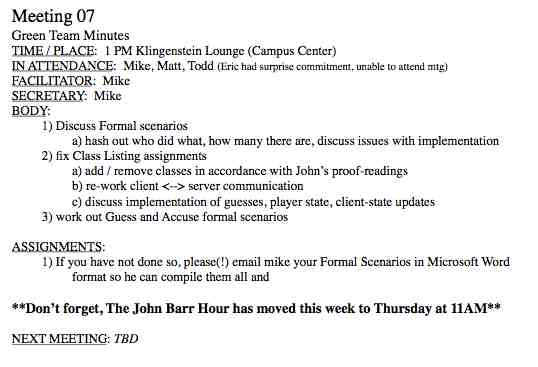 Meeting 07
Green Team Minutes
TIME / PLACE:  1 PM Klingenstein Lounge (Campus Center)
IN ATTENDANCE:  Mike, Matt, Todd (Eric had surprise commitment, unable to attend mtg)
FACILITATOR:  Mike
SECRETARY:  Mike
BODY:
1) Discuss Formal scenarios
a) hash out who did what, how many there are, discuss issues with implementation
2) fix Class Listing assignments
a) add / remove classes in accordance with John's proof-readings
b) re-work client <--> server communication
c) discuss implementation of guesses, player state, client-state updates
3) work out Guess and Accuse formal scenarios
ASSIGNMENTS:
1) If you have not done so, please(!) email mike your Formal Scenarios in Microsoft Word
format so he can compile them all and
**Don't forget, The John Barr Hour has moved this week to Thursday at 11AM**
NEXT MEETING: TBD